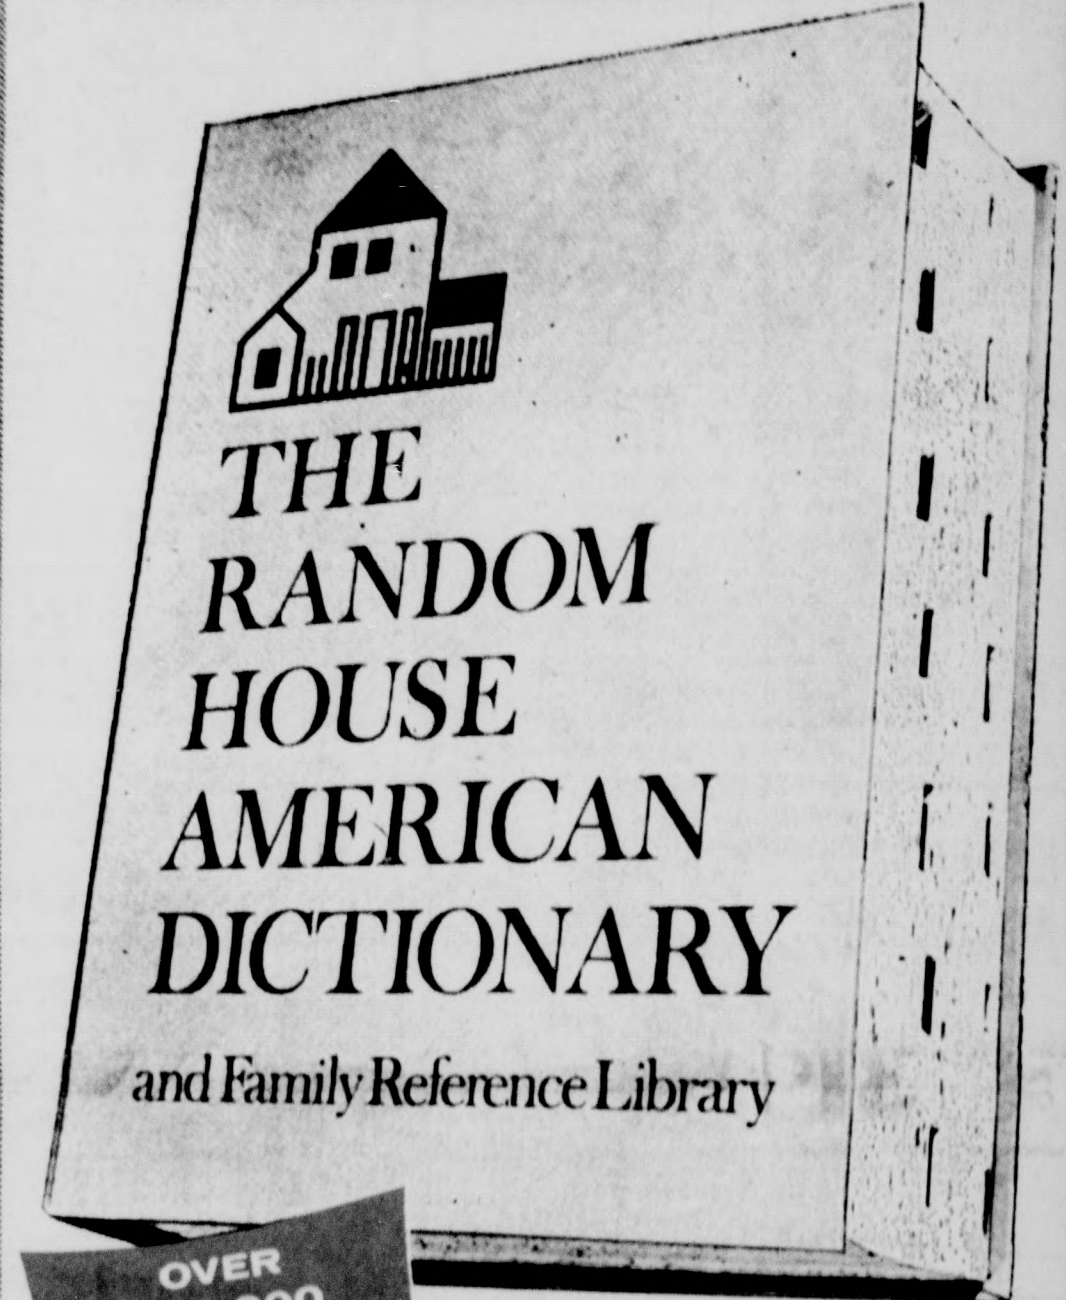 THE
RANDOM
HOUSE
AMERICAN
DICTIONARY
and Family Reference Library
OVER